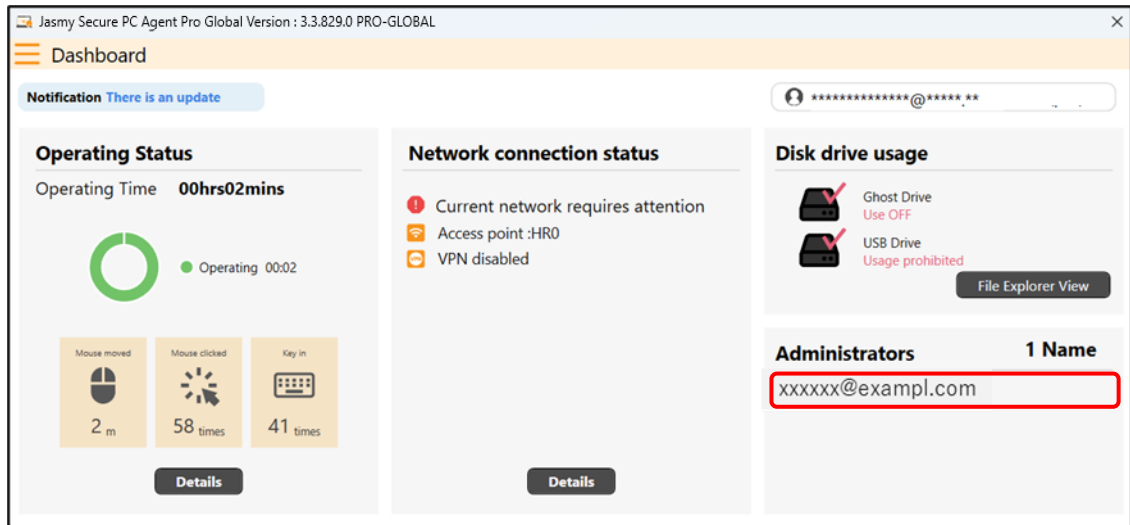 Jasmy Secure PC Agent Pro Global Version : 3.3.829.0 PRO-GLOBAL
Dashboard
Notification There is an update
**************@*****.**
Operating Status
Operating Time 00hrs02mins
Operating 00:02
Mouse moved
2 m
Mouse clicked
58 times
Key in
41 times
Details
Network connection status
Current network requires attention
Access point :HR0
VPN disabled
Details
Disk drive usage
Ghost Drive
Use OFF
USB Drive
Usage prohibited
File Explorer View
Administrators 1 Name
xxxxxx@exampl.com